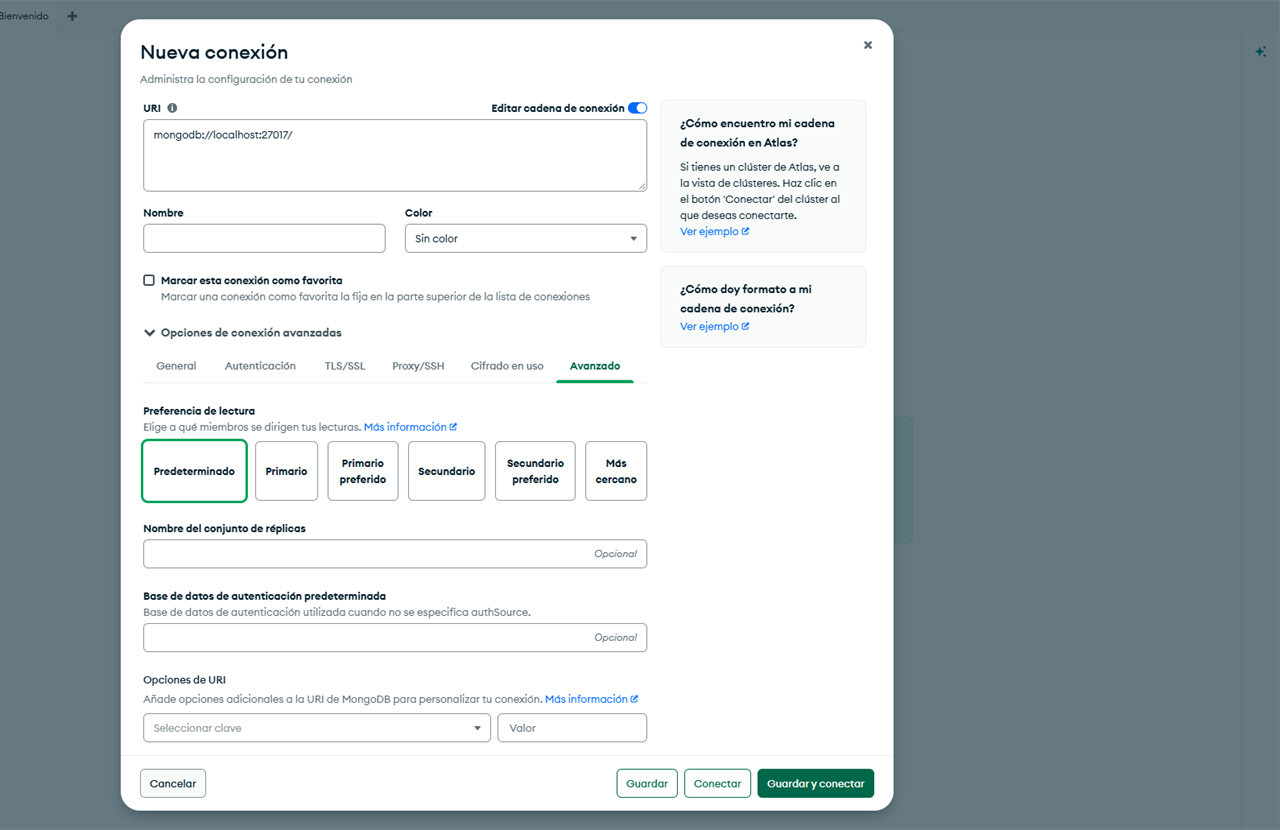 Bienvenido
Nueva conexión
Administra la configuración de tu conexión
URI
Editar cadena de conexión
mongodb://localhost:27017/
Nombre
Color
Sin color
Marcar esta conexión como favorita
Marcar una conexión como favorita la fija en la parte superior de la lista de conexiones
Opciones de conexión avanzadas
General Autenticación TLS/SSL Proxy/SSH Cifrado en uso Avanzado
Preferencia de lectura
Elige a qué miembros se dirigen tus lecturas. Más información
Predeterminado
Primario
Primario
preferido
Secundario
Secundario
preferido
Más
cercano
Nombre del conjunto de réplicas
Opcional
Base de datos de autenticación predeterminada
Base de datos de autenticación utilizada cuando no se especifica authSource.
Opcional
Opciones de URI
Añade opciones adicionales a la URI de MongoDB para personalizar tu conexión. Más información
Seleccionar clave
Valor
¿Cómo encuentro mi cadena
de conexión en Atlas?
Si tienes un clúster de Atlas, ve a
la vista de clústeres. Haz clic en
el botón 'Conectar' del clúster al
que deseas conectarte.
Ver ejemplo
¿Cómo doy formato a mi
cadena de conexión?
Ver ejemplo
Cancelar
Guardar
Conectar
Guardar y conectar